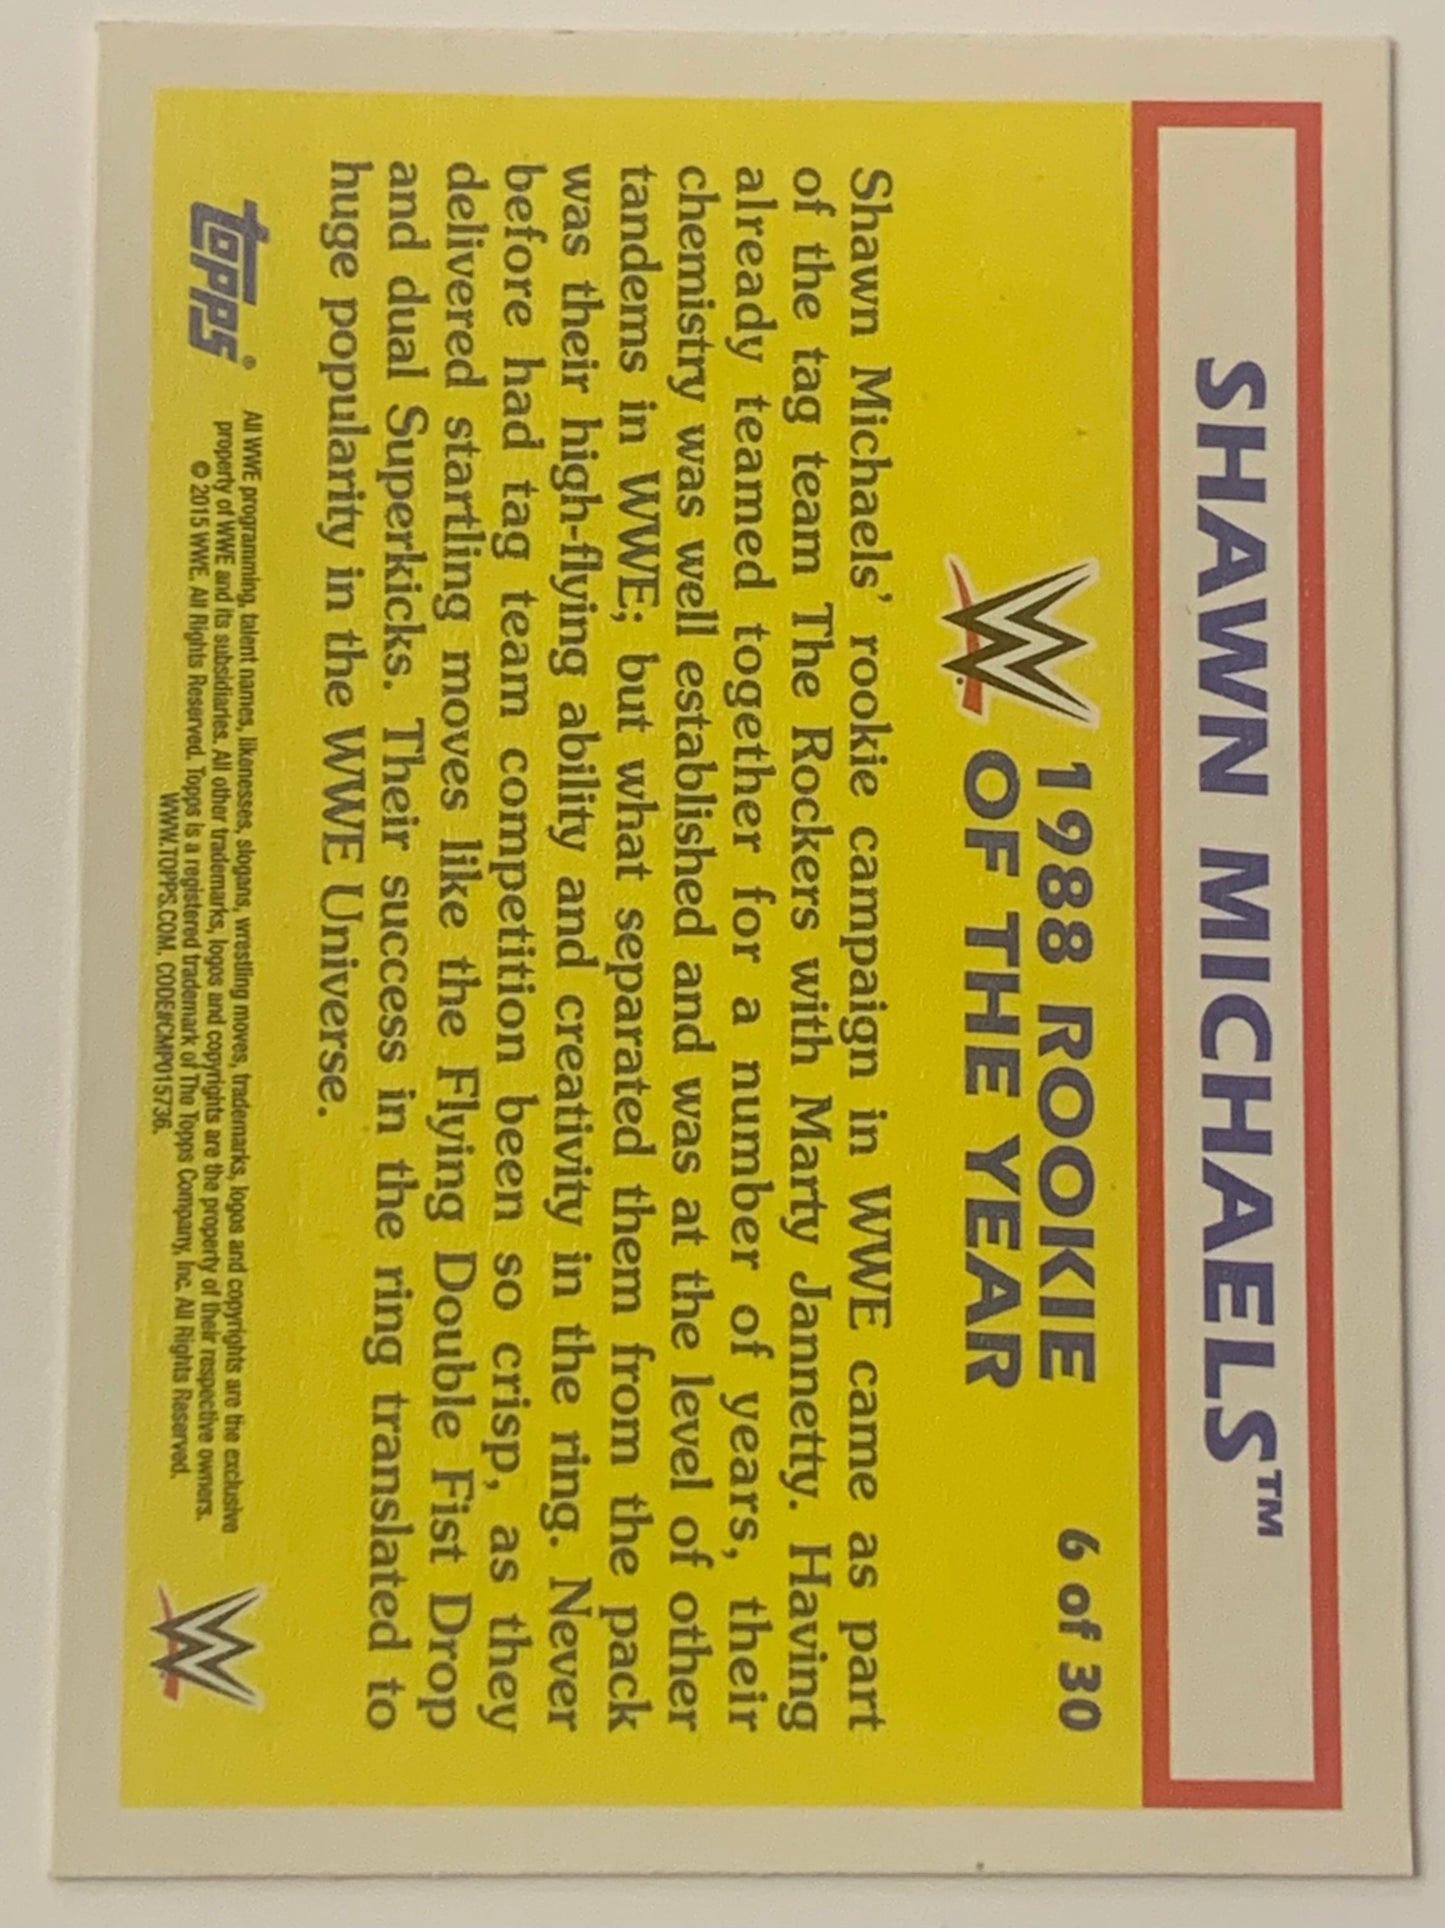 SHAWN MICHAELS™
6 of 30
1988 ROOKIE
OF THE YEAR
Shawn Michaels’ rookie campaign in WWE came as part
of the tag team The Rockers with Marty Jannetty. Having
already teamed together for a number of years, their
chemistry was well established and was at the level of other
tandems in WWE; but what separated them from the pack
was their high-flying ability and creativity in the ring. Never
before had tag team competition been so crisp, as they
delivered startling moves like the Flying Double Fist Drop
and dual Superkicks. Their success in the ring translated to
huge popularity in the WWE Universe.
topps®
All WWE programming, talent names, likenesses, slogans, wrestling moves, trademarks, logos and copyrights are the exclusive
property of WWE and its subsidiaries. All other trademarks, logos and copyrights are the property of their respective owners.
© 2015 WWE. All Rights Reserved. Topps is a registered trademark of The Topps Company, Inc. All Rights Reserved.
WWW.TOPPS.COM. CODE#CMP015736.